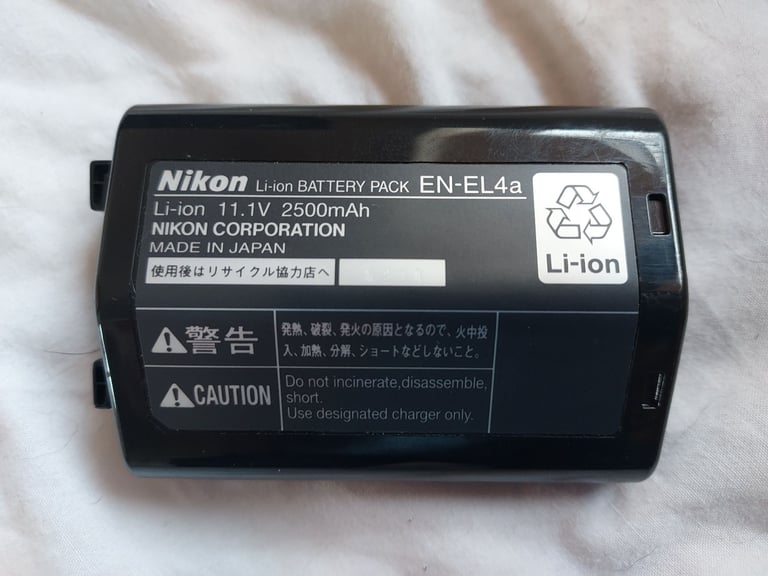 Nikon Li-ion BATTERY PACK EN-EL4a
Li-ion 11.1V 2500mAh
NIKON CORPORATION
MADE IN JAPAN
使用後はリサイクル協力店へ
Li-ion
警告
発熱、破裂、発火の原因となるので、火中投
入、加熱、分解、ショートなどしないこと。
CAUTION
Do not incinerate,disassemble,
short.
Use designated charger only.